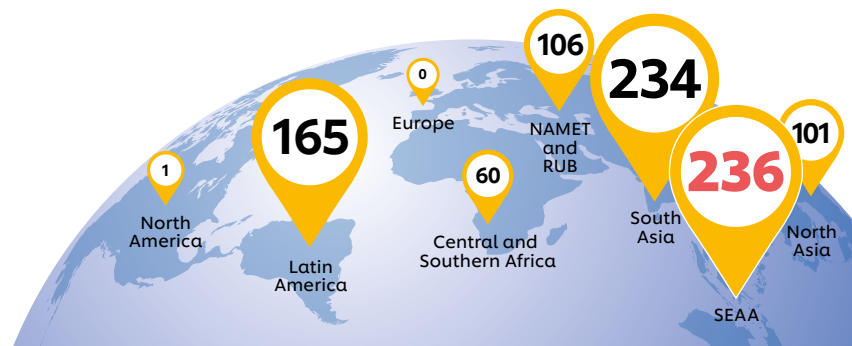 1
North
America
165
Latin
America
0
Europe
60
Central and
Southern Africa
106
NAMET
and
RUB
234
South
Asia
236
SEAA
101
North
Asia